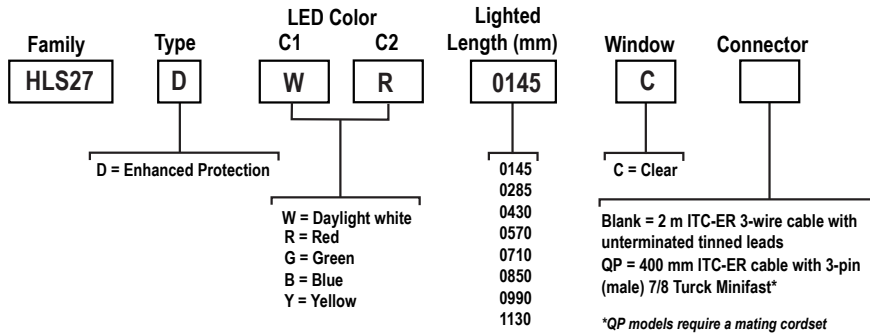 LED Color
Lighted
Family Type C1 C2 Length (mm) Window Connector
HLS27 D W R 0145 C
D = Enhanced Protection
W = Daylight white
R = Red
G = Green
B = Blue
Y = Yellow
0145
0285
0430
0570
0710
0850
0990
1130
C = Clear
Blank = 2 m ITC-ER 3-wire cable with
unterminated tinned leads
QP = 400 mm ITC-ER cable with 3-pin
(male) 7/8 Turck Minifast*
*QP models require a mating cordset